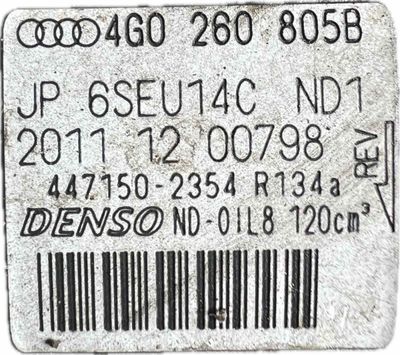 4G0 260 805B
JP 6SEU14C ND1
2011 12 00798
447150-2354 R134a
REV
DENSO ND-OIL8 120cm³